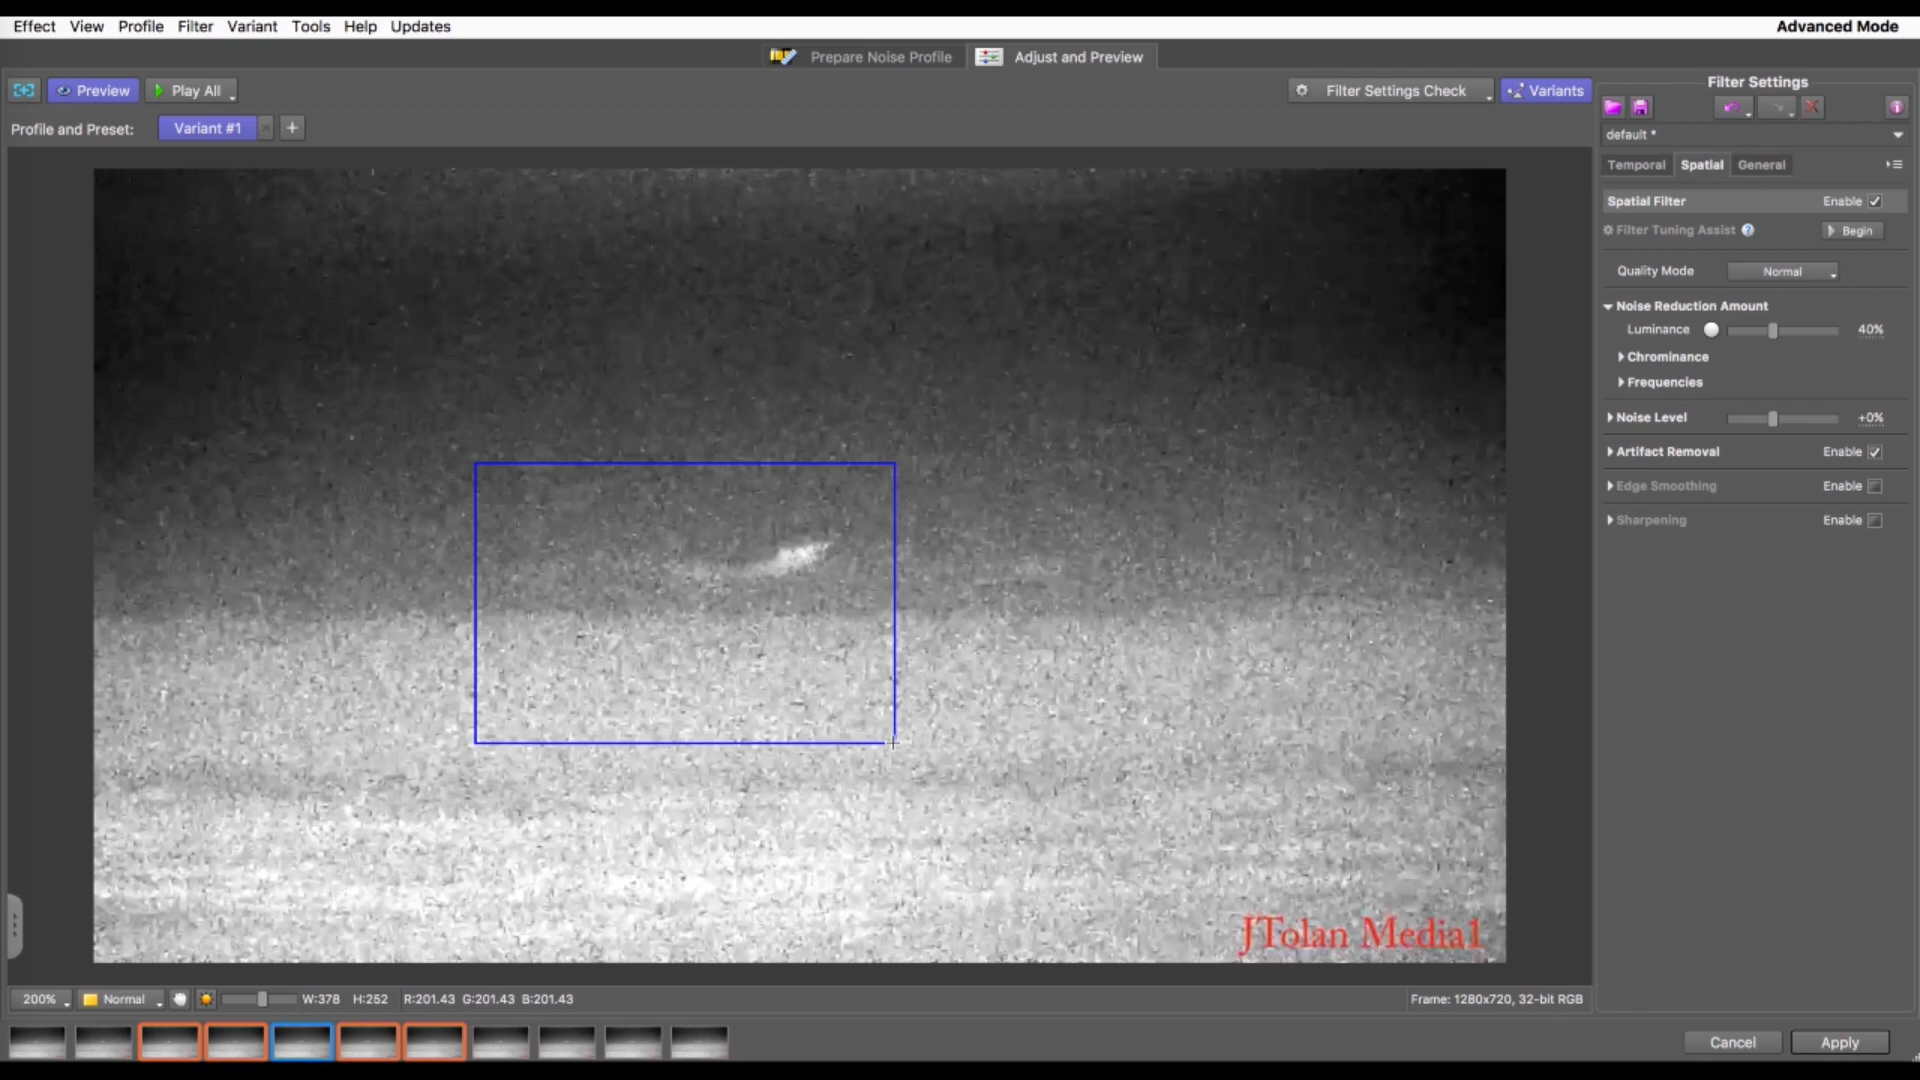 Effect View Profile Filter Variant Tools Help Updates Advanced Mode
Prepare Noise Profile Adjust and Preview
Preview Play All Filter Settings Check Variants
Profile and Preset: Variant #1 × +
Filter Settings
default *
Temporal Spatial General
Spatial Filter Enable
Filter Tuning Assist ? Begin
Quality Mode Normal
Noise Reduction Amount
Luminance 40%
Chrominance
Frequencies
Noise Level +0%
Artifact Removal Enable
Edge Smoothing Enable
Sharpening Enable
JTolan Media1
200% Normal W:378 H:252 R:201.43 G:201.43 B:201.43 Frame: 1280x720, 32-bit RGB
Cancel Apply